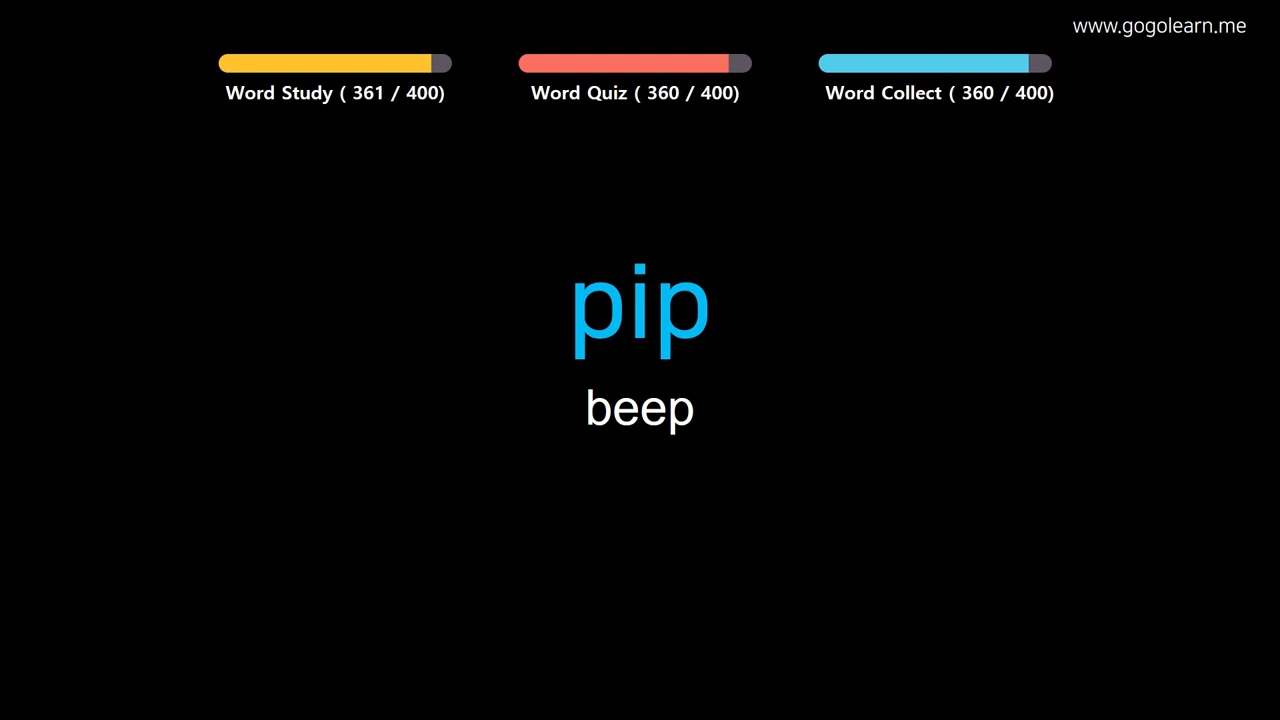 www.gogolearn.me
Word Study ( 361 / 400)
Word Quiz ( 360 / 400)
Word Collect ( 360 / 400)
pip
beep